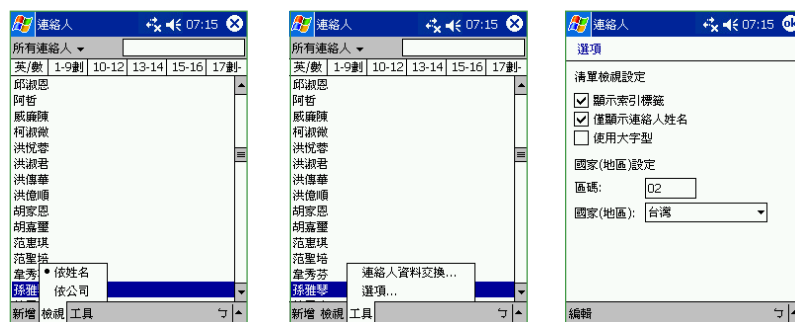 連絡人 07:15
所有連絡人
英/數 1-9劃 10-12 13-14 15-16 17劃-
邱淑恩
阿哲
威廉陳
柯淑徵
洪悅蓉
洪淑君
洪傳華
洪億順
胡家恩
胡嘉璽
范惠琪
范聖培
韋秀
孫雅
依姓名
依公司
新增 檢視 工具 ㄅ
連絡人 07:15
所有連絡人
英/數 1-9劃 10-12 13-14 15-16 17劃-
邱淑恩
阿哲
威廉陳
柯淑徵
洪悅蓉
洪淑君
洪傳華
洪億順
胡家恩
胡嘉璽
范惠琪
范聖培
韋秀芬
孫雅琴
連絡人資料交換...
選項...
新增 檢視 工具 ㄅ
連絡人 07:15 ok
選項
清單檢視設定
顯示索引標籤
僅顯示連絡人姓名
使用大字型
國家(地區)設定
區碼: 02
國家(地區): 台灣
編輯 ㄅ